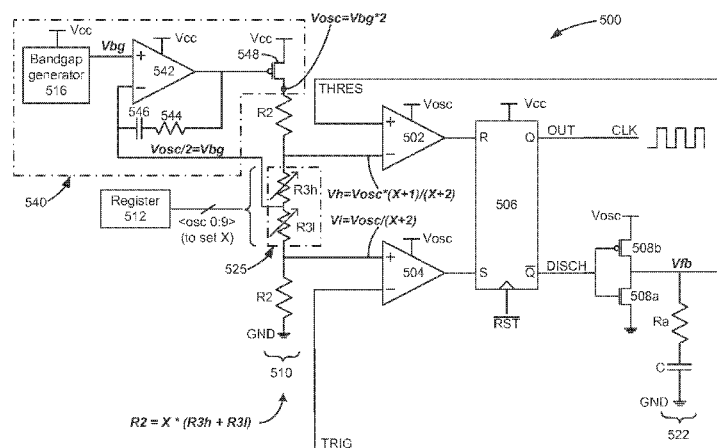 Vosc=Vbg*2
500
Vcc
Vbg
Vcc
Vcc
548
Bandgap
generator
516
542
546
544
R2
THRES
Vosc
502
Vcc
R
Q
OUT
CLK
Vosc/2=Vbg
540
R3h
R3l
Vh=Vosc*(X+1)/(X+2)
Vl=Vosc/(X+2)
506
Register
512
<osc 0:9>
(to set X)
525
Vosc
504
S
Q
DISCH
Vosc
508b
Vfb
508a
R2
RST
Ra
GND
C
510
GND
522
R2 = X * (R3h + R3l)
TRIG